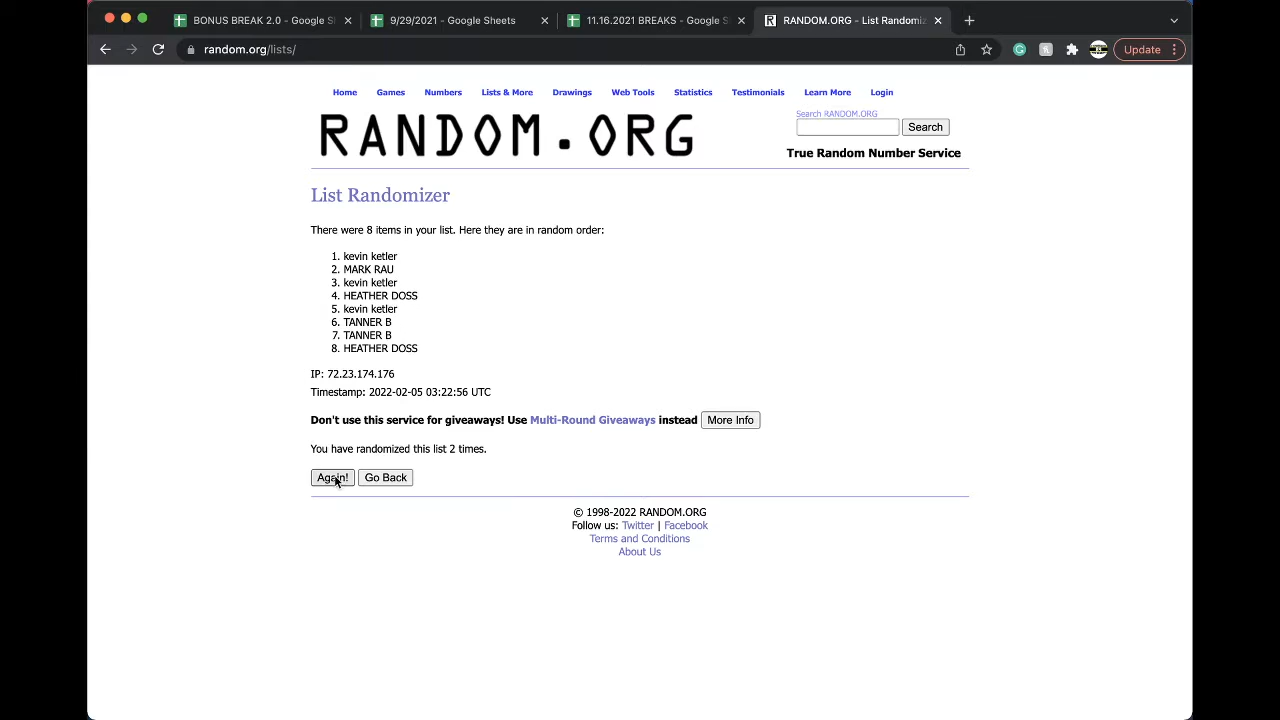 BONUS BREAK 2.0 - Google S
9/29/2021 - Google Sheets
11.16.2021 BREAKS - Google S
RANDOM.ORG - List Randomiz
random.org/lists/
Update
Home Games Numbers Lists & More Drawings Web Tools Statistics Testimonials Learn More Login
RANDOM.ORG
Search RANDOM.ORG
Search
True Random Number Service
List Randomizer
There were 8 items in your list. Here they are in random order:
1. kevin ketler
2. MARK RAU
3. kevin ketler
4. HEATHER DOSS
5. kevin ketler
6. TANNER B
7. TANNER B
8. HEATHER DOSS
IP: 72.23.174.176
Timestamp: 2022-02-05 03:22:56 UTC
Don't use this service for giveaways! Use Multi-Round Giveaways instead More Info
You have randomized this list 2 times.
Again! Go Back
© 1998-2022 RANDOM.ORG
Follow us: Twitter | Facebook
Terms and Conditions
About Us